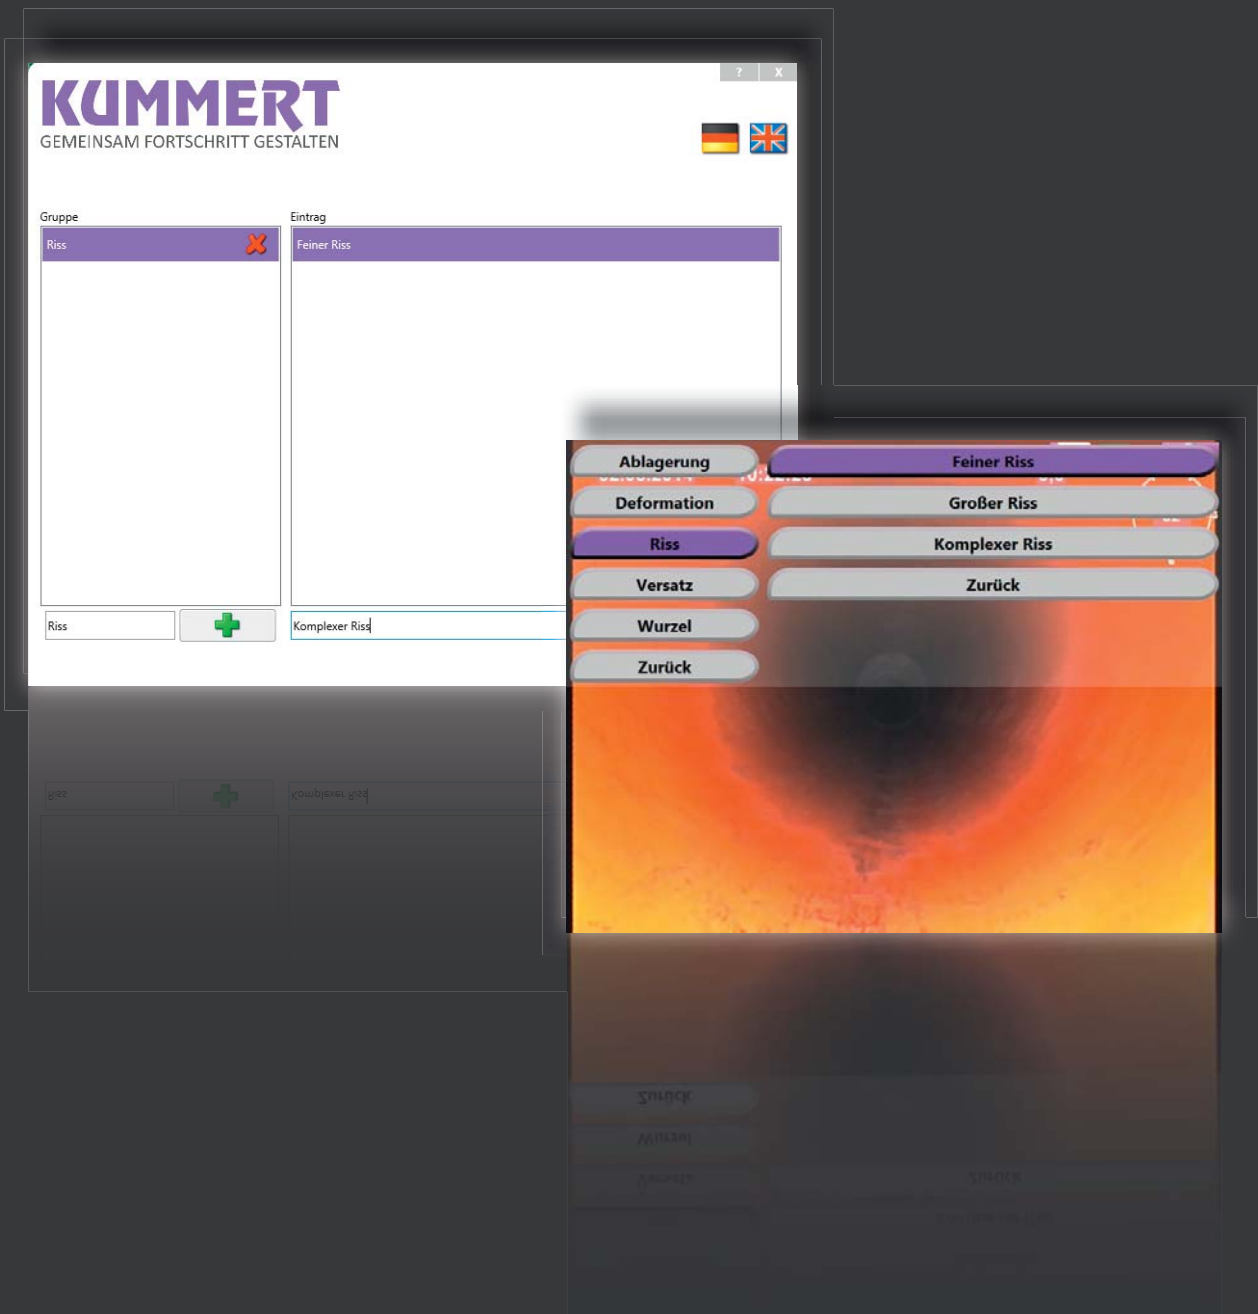 KUMMERT
GEMEINSAM FORTSCHRITT GESTALTEN
? X
Gruppe
Eintrag
Riss
Feiner Riss
Riss
Komplexer Riss
Ablagerung
Deformation
Riss
Versatz
Wurzel
Zurück
Feiner Riss
Großer Riss
Komplexer Riss
Zurück